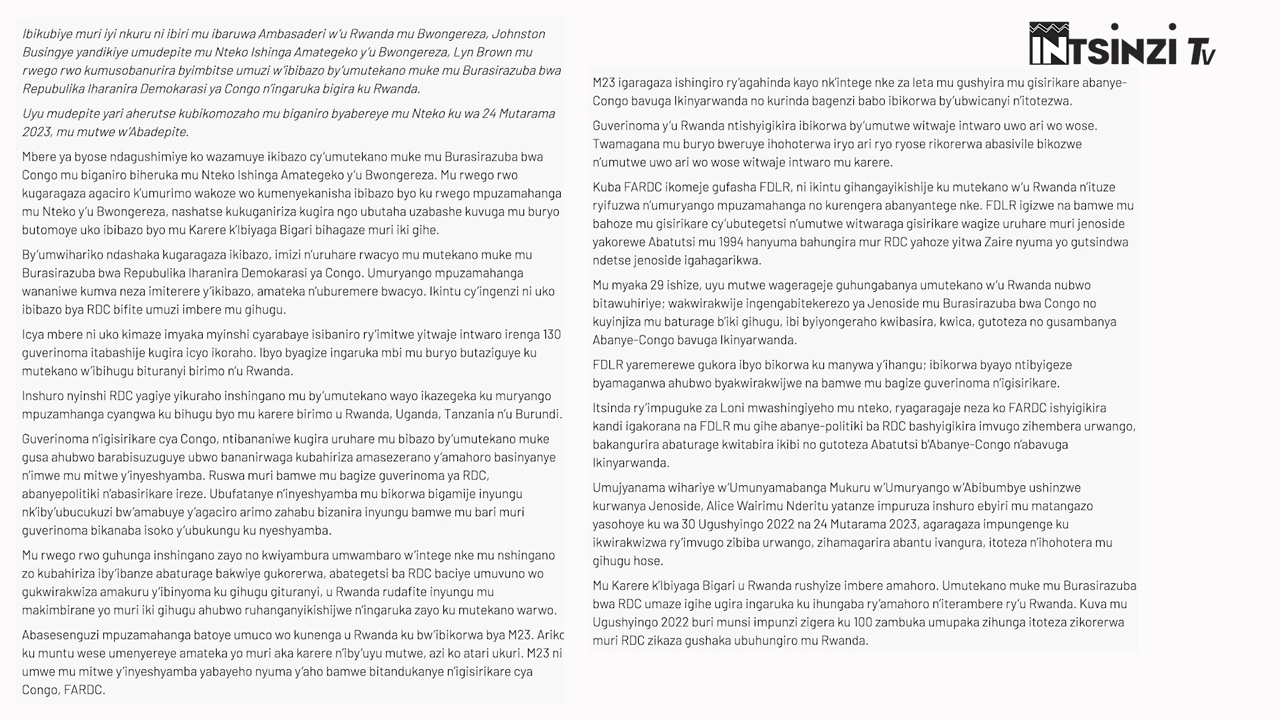 Ibikubiye muri iyi nkuru ni ibiri mu ibaruwa Ambasaderi w'u Rwanda mu Bwongereza, Johnston
Busingye yandikiye umudepite mu Nteko Ishinga Amategeko y'u Bwongereza, Lyn Brown mu
rwego rwo kumusobanurira byimbitse umuzi w'ibibazo by'umutekano muke mu Burasirazuba bwa
Repubulika Iharanira Demokarasi ya Congo n'ingaruka bigira ku Rwanda.
Uyu mudepite yari aherutse kubikomozaho mu biganiro byabereye mu Nteko ku wa 24 Mutarama
2023, mu mutwe w'Abadepite.
Mbere ya byose ndagushimiye ko wazamuye ikibazo cy'umutekano muke mu Burasirazuba bwa
Congo mu biganiro biheruka mu Nteko Ishinga Amategeko y'u Bwongereza. Mu rwego rwo
kugaragaza agaciro k'umurimo wakoze wo kumenyekanisha ibibazo byo ku rwego mpuzamahanga
mu Nteko y'u Bwongereza, nashatse kukuganiriza kugira ngo ubutaha uzabashe kuvuga mu buryo
butomoye uko ibibazo byo mu Karere k'Ibiyaga Bigari bihagaze muri iki gihe.
By'umwihariko ndashaka kugaragaza ikibazo, imizi n'uruhare rwacyo mu mutekano muke mu
Burasirazuba bwa Repubulika Iharanira Demokarasi ya Congo. Umuryango mpuzamahanga
wananiwe kumva neza imiterere y'ikibazo, amateka n'uburemere bwacyo. Ikintu cy'ingenzi ni uko
ibibazo bya RDC bifite umuzi imbere mu gihugu.
Icya mbere ni uko kimaze imyaka myinshi cyarabaye isibaniro ry'imitwe yitwaje intwaro irenga 130
guverinoma itabashije kugira icyo ikoraho. Ibyo byagize ingaruka mbi mu buryo butaziguye ku
mutekano w'ibihugu bituranyi birimo n'u Rwanda.
Inshuro nyinshi RDC yagiye yikuraho inshingano mu by'umutekano wayo ikazegeka ku muryango
mpuzamhanga cyangwa ku bihugu byo mu karere birimo u Rwanda, Uganda, Tanzania n'u Burundi.
Guverinoma n'igisirikare cya Congo, ntibananiwe kugira uruhare mu bibazo by'umutekano muke
gusa ahubwo barabisuzuguye ubwo bananirwaga kubahiriza amasezerano y'amahoro basinyanye
n'imwe mu mitwe y'inyeshyamba. Ruswa muri bamwe mu bagize guverinoma ya RDC,
abanyepolitiki n'abasirikare ireze. Ubufatanye n'inyeshyamba mu bikorwa bigamije inyungu
nk'iby'ubucukuzi bw'amabuye y'agaciro arimo zahabu bizanira inyungu bamwe mu bari muri
guverinoma bikanaba isoko y'ubukungu ku nyeshyamba.
Mu rwego rwo guhunga inshingano zayo no kwiyambura umwambaro w'intege nke mu nshingano
zo kubahiriza iby'ibanze abaturage bakwiye gukorerwa, abategetsi ba RDC baciye umuvuno wo
gukwirakwiza amakuru y'ibinyoma ku gihugu gituranyi, u Rwanda rudafite inyungu mu
makimbirane yo muri iki gihugu ahubwo ruhanganyikishijwe n'ingaruka zayo ku mutekano warwo.
Abasesenguzi mpuzamahanga batoye umuco wo kunenga u Rwanda ku bw'ibikorwa bya M23. Ariko
ku muntu wese umenyereye amateka yo muri aka karere n'iby'uyu mutwe, azi ko atari ukuri. M23 ni
umwe mu mitwe y'inyeshyamba yabayeho nyuma y'aho bamwe bitandukanye n'igisirikare cya
Congo, FARDC.
INTSINZI TV
M23 igaragaza ishingiro ry'agahinda kayo nk'intege nke za leta mu gushyira mu gisirikare abanye-
Congo bavuga Ikinyarwanda no kurinda bagenzi babo ibikorwa by'ubwicanyi n'itotezwa.
Guverinoma y'u Rwanda ntishyigikira ibikorwa by'umutwe witwaje intwaro uwo ari wo wose.
Twamagana mu buryo bweruye ihohoterwa iryo ari ryo ryose rikorerwa abasivile bikozwe
n'umutwe uwo ari wo wose witwaje intwaro mu karere.
Kuba FARDC ikomeje gufasha FDLR, ni ikintu gihangayikishije ku mutekano w'u Rwanda n'ituze
ryifuzwa n'umuryango mpuzamahanga no kurengera abanyantege nke. FDLR igizwe na bamwe mu
bahoze mu gisirikare cy'ubutegetsi n'umutwe witwaraga gisirikare wagize uruhare muri jenoside
yakorewe Abatutsi mu 1994 hanyuma bahungira mur RDC yahoze yitwa Zaire nyuma yo gutsindwa
ndetse jenoside igahagarikwa.
Mu myaka 29 ishize, uyu mutwe wagerageje guhungabanya umutekano w'u Rwanda nubwo
bitawuhiriye; wakwirakwije ingengabitekerezo ya Jenoside mu Burasirazuba bwa Congo no
kuyinjiza mu baturage b'iki gihugu, ibi byiyongeraho kwibasira, kwica, gutoteza no gusambanya
Abanye-Congo bavuga Ikinyarwanda.
FDLR yaremerewe gukora ibyo bikorwa ku manywa y'ihangu; ibikorwa byayo ntibyigeze
byamaganwa ahubwo byakwirakwijwe na bamwe mu bagize guverinoma n'igisirikare.
Itsinda ry'impuguke za Loni mwashingiyeho mu nteko, ryagaragaje neza ko FARDC ishyigikira
kandi igakorana na FDLR mu gihe abanye-politiki ba RDC bashyigikira imvugo zihembera urwango,
bakangurira abaturage kwitabira ikibi no gutoteza Abatutsi b'Abanye-Congo n'abavuga
Ikinyarwanda.
Umujyanama wihariye w'Umunyamabanga Mukuru w'Umuryango w'Abibumbye ushinzwe
kurwanya Jenoside, Alice Wairimu Nderitu yatanze impuruza inshuro ebyiri mu matangazo
yasohoye ku wa 30 Ugushyingo 2022 na 24 Mutarama 2023, agaragaza impungenge ku
ikwirakwizwa ry'imvugo zibiba urwango, zihamagarira abantu ivangura, itoteza n'ihohotera mu
gihugu hose.
Mu Karere k'Ibiyaga Bigari u Rwanda rushyize imbere amahoro. Umutekano muke mu Burasirazuba
bwa RDC umaze igihe ugira ingaruka ku ihungaba ry'amahoro n'iterambere ry'u Rwanda. Kuva mu
Ugushyingo 2022 buri munsi impunzi zigera ku 100 zambuka umupaka zihunga itoteza zikorerwa
muri RDC zikaza gushaka ubuhungiro mu Rwanda.